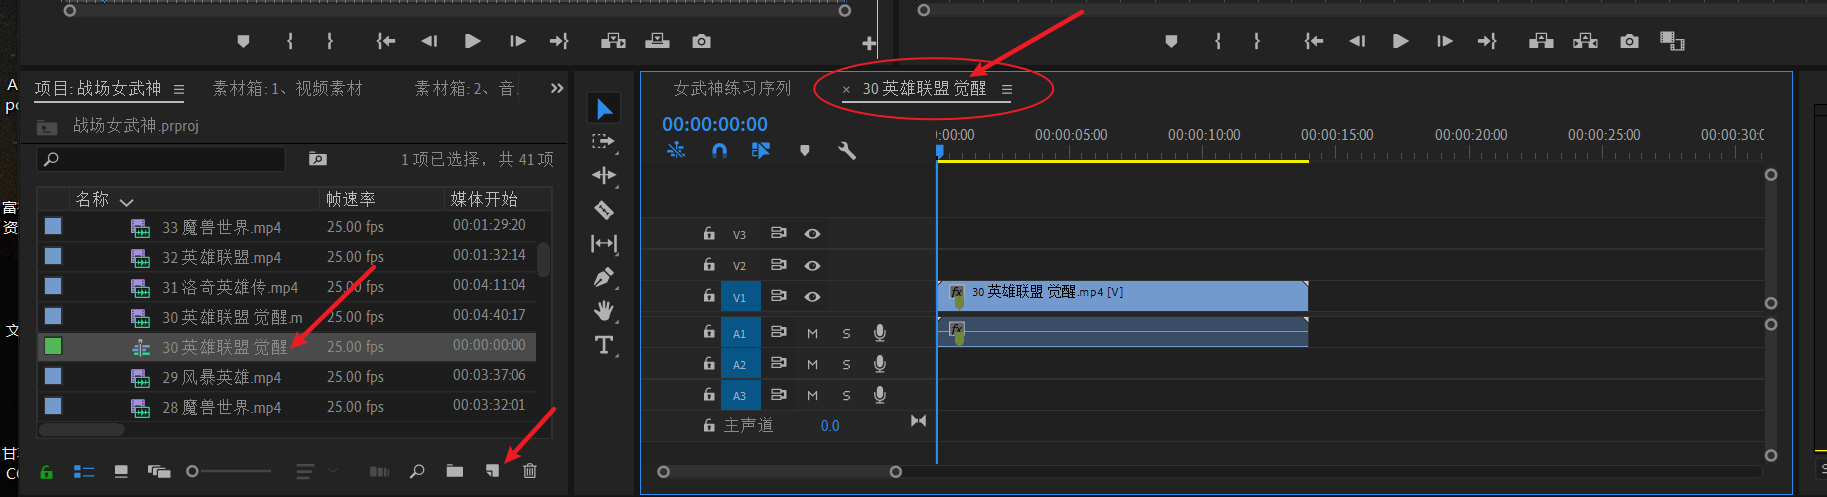 项目: 战场女武神
素材箱: 1、视频素材
素材箱: 2、音
战场女武神.prproj
1 项已选择，共 41 项
名称 帧速率 媒体开始
33 魔兽世界.mp4 25.00 fps 00:01:29:20
32 英雄联盟.mp4 25.00 fps 00:01:32:14
31 洛奇英雄传.mp4 25.00 fps 00:04:11:04
30 英雄联盟 觉醒.m 25.00 fps 00:04:40:17
30 英雄联盟 觉醒 25.00 fps 00:00:00:00
29 风暴英雄.mp4 25.00 fps 00:03:37:06
28 魔兽世界.mp4 25.00 fps 00:03:32:01
女武神练习序列
× 30 英雄联盟 觉醒
00:00:00:00
:00:00 00:00:05:00 00:00:10:00 00:00:15:00 00:00:20:00 00:00:25:00 00:00:30:0
V3
V2
V1
fx 30 英雄联盟 觉醒.mp4 [V]
A1 M S
fx
A2 M S
A3 M S
主声道 0.0
A
po
富
资
文
甘
CO
S